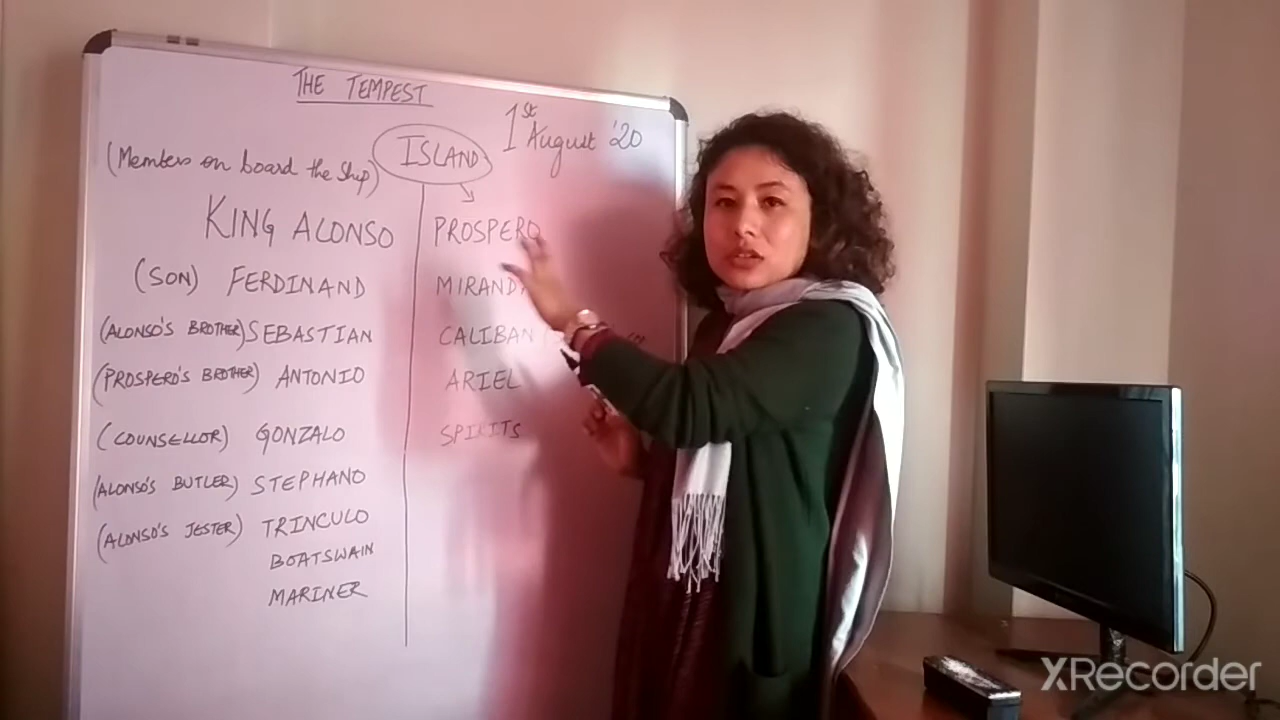 THE TEMPEST
1st August '20
(Members on board the ship)
ISLAND
KING ALONSO
(SON) FERDINAND
(ALONSO'S BROTHER) SEBASTIAN
(PROSPERO'S BROTHER) ANTONIO
(COUNSELLOR) GONZALO
(ALONSO'S BUTLER) STEPHANO
(ALONSO'S JESTER) TRINCULO
BOATSWAIN
MARINER
PROSPERO
MIRANDA
CALIBAN
ARIEL
SPIRITS
XRecorder